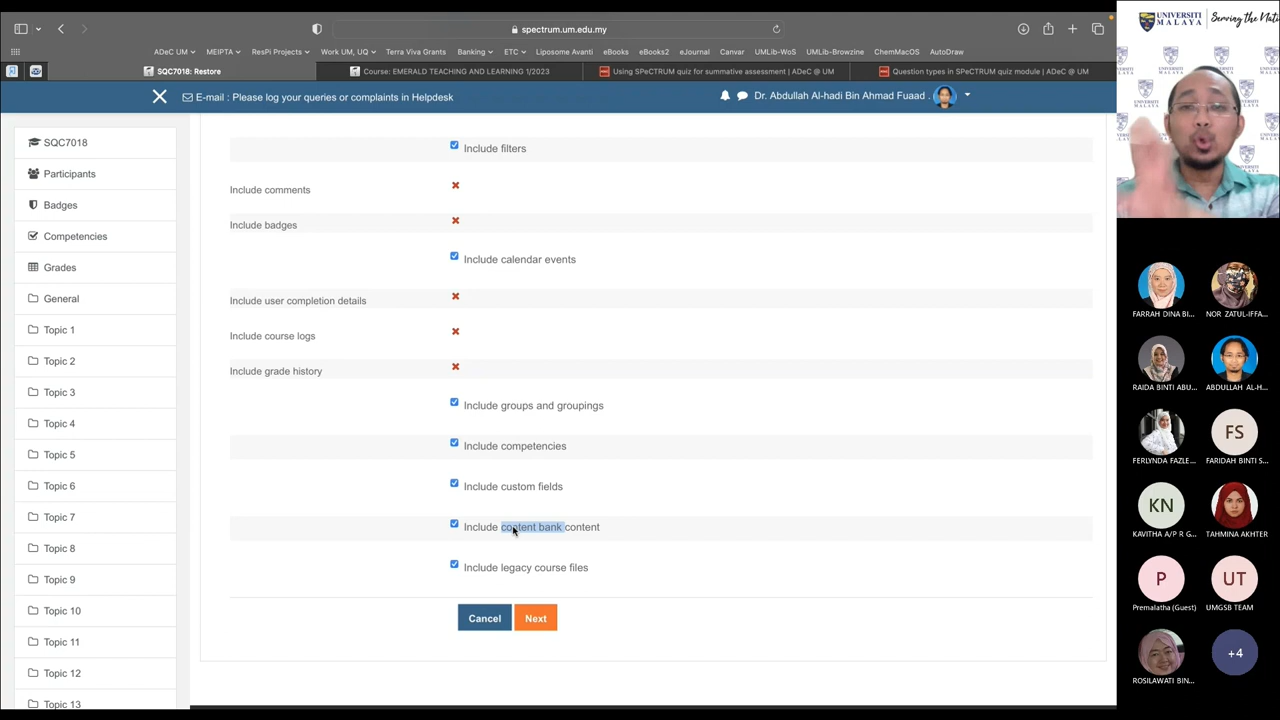 spectrum.um.edu.my
ADeC UM MEIPTA ResPi Projects Work UM, UQ Terra Viva Grants Banking ETC Liposome Avanti eBooks eBooks2 eJournal Canvar UMLib-WoS UMLib-Browzine ChemMacOS AutoDraw
SQC7018: Restore
Course: EMERALD TEACHING AND LEARNING 1/2023
Using SPeCTRUM quiz for summative assessment | ADeC @ UM
Question types in SPeCTRUM quiz module | ADeC @ UM
E-mail : Please log your queries or complaints in Helpdesk
Dr. Abdullah Al-hadi Bin Ahmad Fuaad .
SQC7018
Participants
Badges
Competencies
Grades
General
Topic 1
Topic 2
Topic 3
Topic 4
Topic 5
Topic 6
Topic 7
Topic 8
Topic 9
Topic 10
Topic 11
Topic 12
Topic 13
Include filters
Include comments
Include badges
Include calendar events
Include user completion details
Include course logs
Include grade history
Include groups and groupings
Include competencies
Include custom fields
Include content bank content
Include legacy course files
Cancel Next
UNIVERSITI
MALAYA
Serving the Nati
FARRAH DINA BI...
NOR ZATUL-IFFA...
RAIDA BINTI ABU...
ABDULLAH AL-H...
FERLYNDA FAZLE...
FS
FARIDAH BINTI S...
KN
KAVITHA A/P R G...
TAHMINA AKHTER
P
Premalatha (Guest)
UT
UMGSB TEAM
ROSILAWATI BIN...
+4